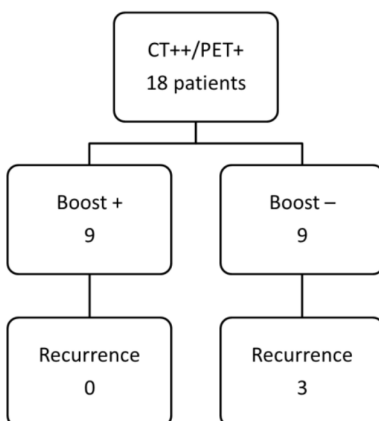 CT++/PET+
18 patients
Boost +
9
Boost –
9
Recurrence
0
Recurrence
3